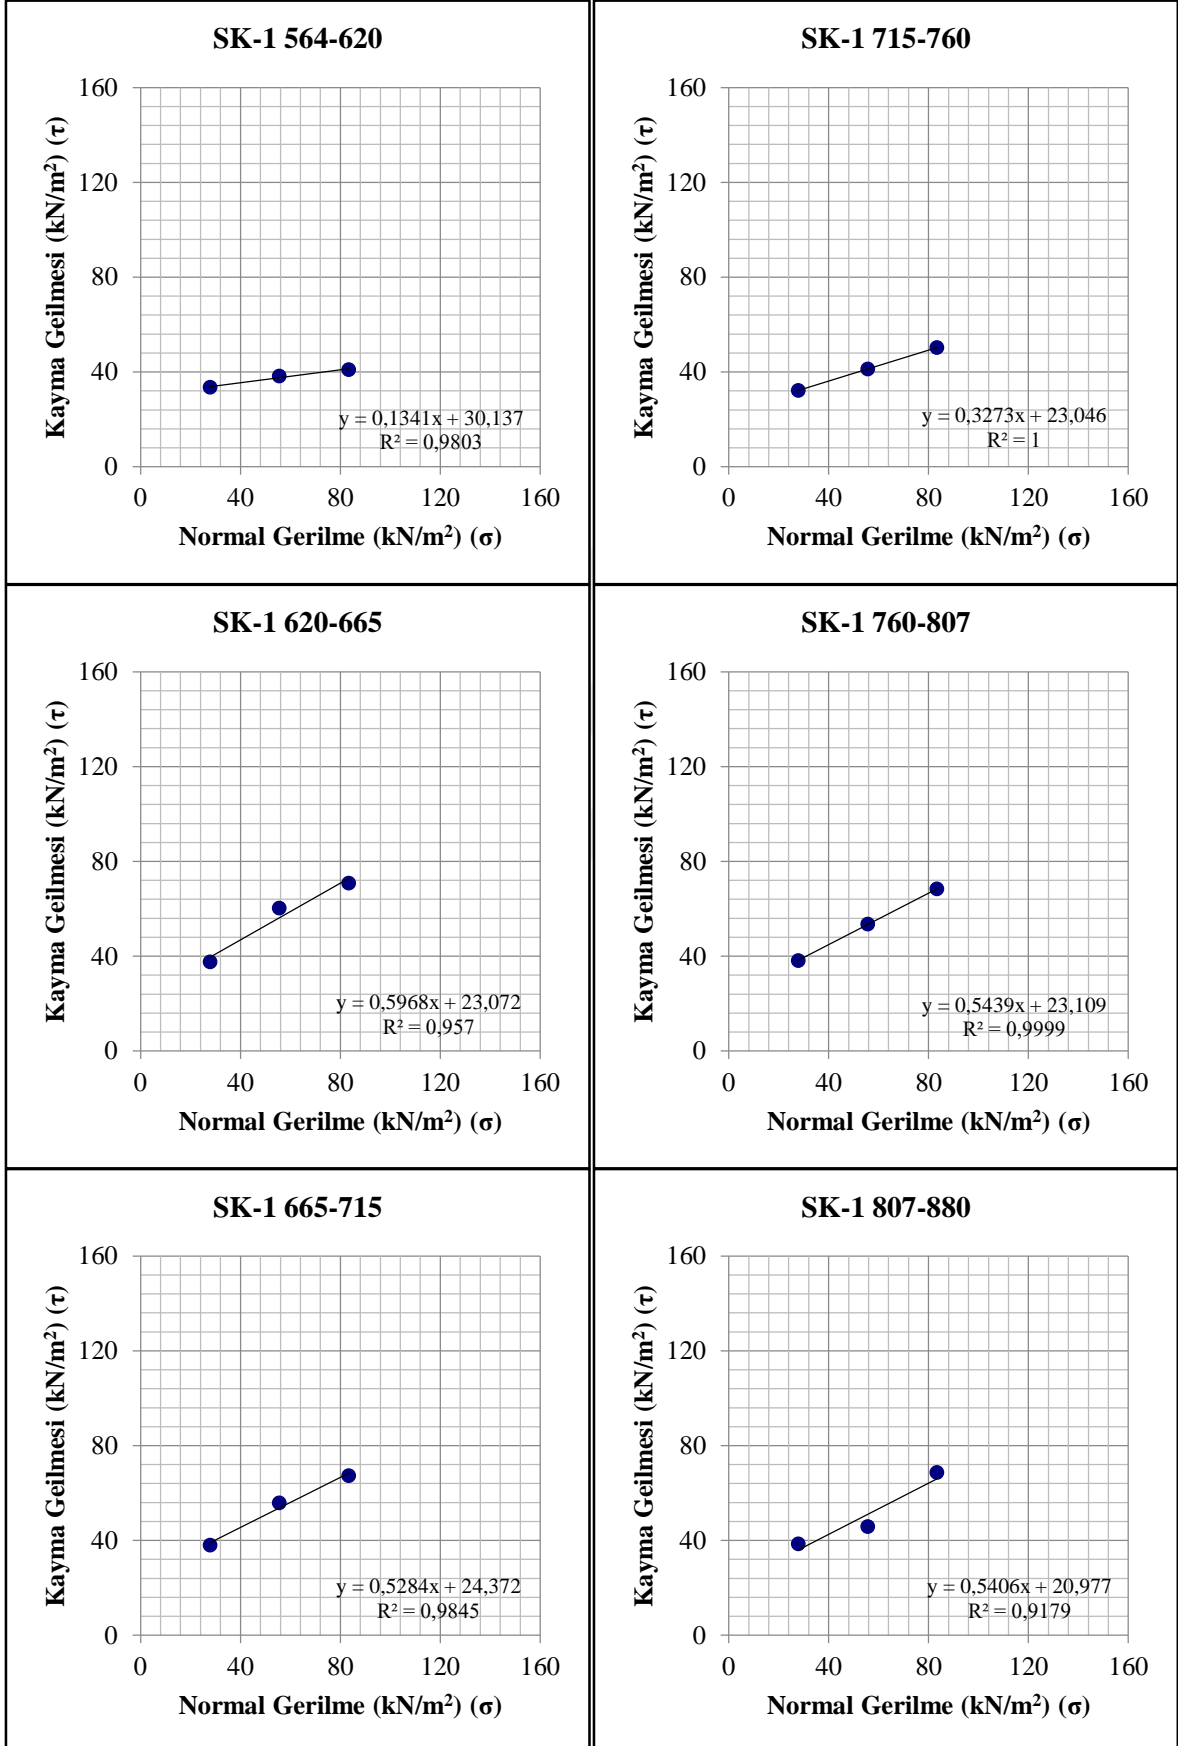 SK-1 564-620
Kayma Geilmesi (kN/m²) (τ)
160
120
80
40
0
y = 0,1341x + 30,137
R² = 0,9803
0 40 80 120 160
Normal Gerilme (kN/m²) (σ)
SK-1 715-760
Kayma Geilmesi (kN/m²) (τ)
160
120
80
40
0
y = 0,3273x + 23,046
R² = 1
0 40 80 120 160
Normal Gerilme (kN/m²) (σ)
SK-1 620-665
Kayma Geilmesi (kN/m²) (τ)
160
120
80
40
0
y = 0,5968x + 23,072
R² = 0,957
0 40 80 120 160
Normal Gerilme (kN/m²) (σ)
SK-1 760-807
Kayma Geilmesi (kN/m²) (τ)
160
120
80
40
0
y = 0,5439x + 23,109
R² = 0,9999
0 40 80 120 160
Normal Gerilme (kN/m²) (σ)
SK-1 665-715
Kayma Geilmesi (kN/m²) (τ)
160
120
80
40
0
y = 0,5284x + 24,372
R² = 0,9845
0 40 80 120 160
Normal Gerilme (kN/m²) (σ)
SK-1 807-880
Kayma Geilmesi (kN/m²) (τ)
160
120
80
40
0
y = 0,5406x + 20,977
R² = 0,9179
0 40 80 120 160
Normal Gerilme (kN/m²) (σ)